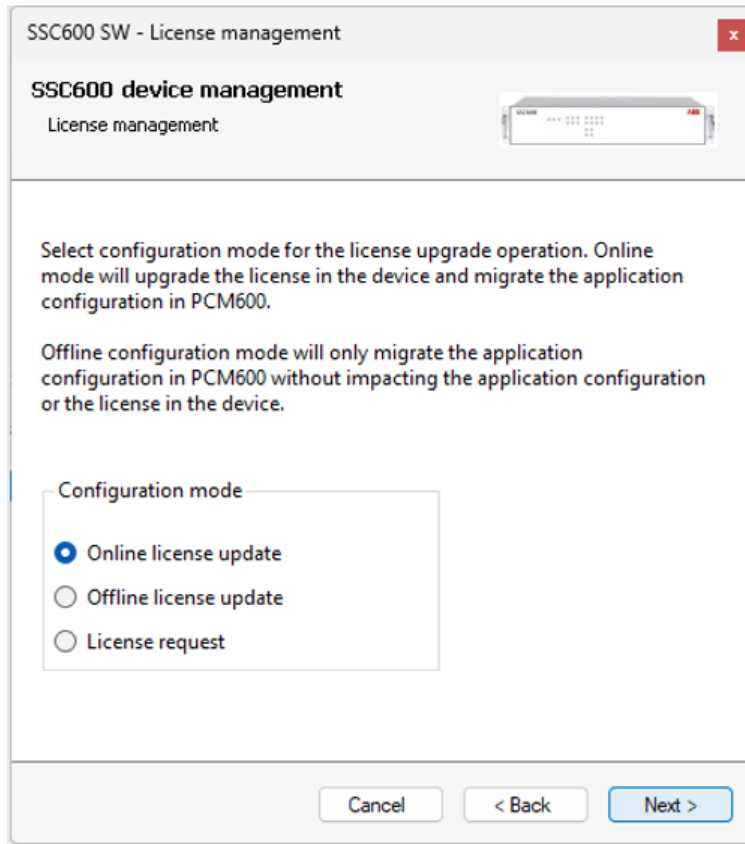 SSC600 SW - License management
x
SSC600 device management
License management
SSC600
ABB
Select configuration mode for the license upgrade operation. Online
mode will upgrade the license in the device and migrate the application
configuration in PCM600.
Offline configuration mode will only migrate the application
configuration in PCM600 without impacting the application configuration
or the license in the device.
Configuration mode
Online license update
Offline license update
License request
Cancel
< Back
Next >